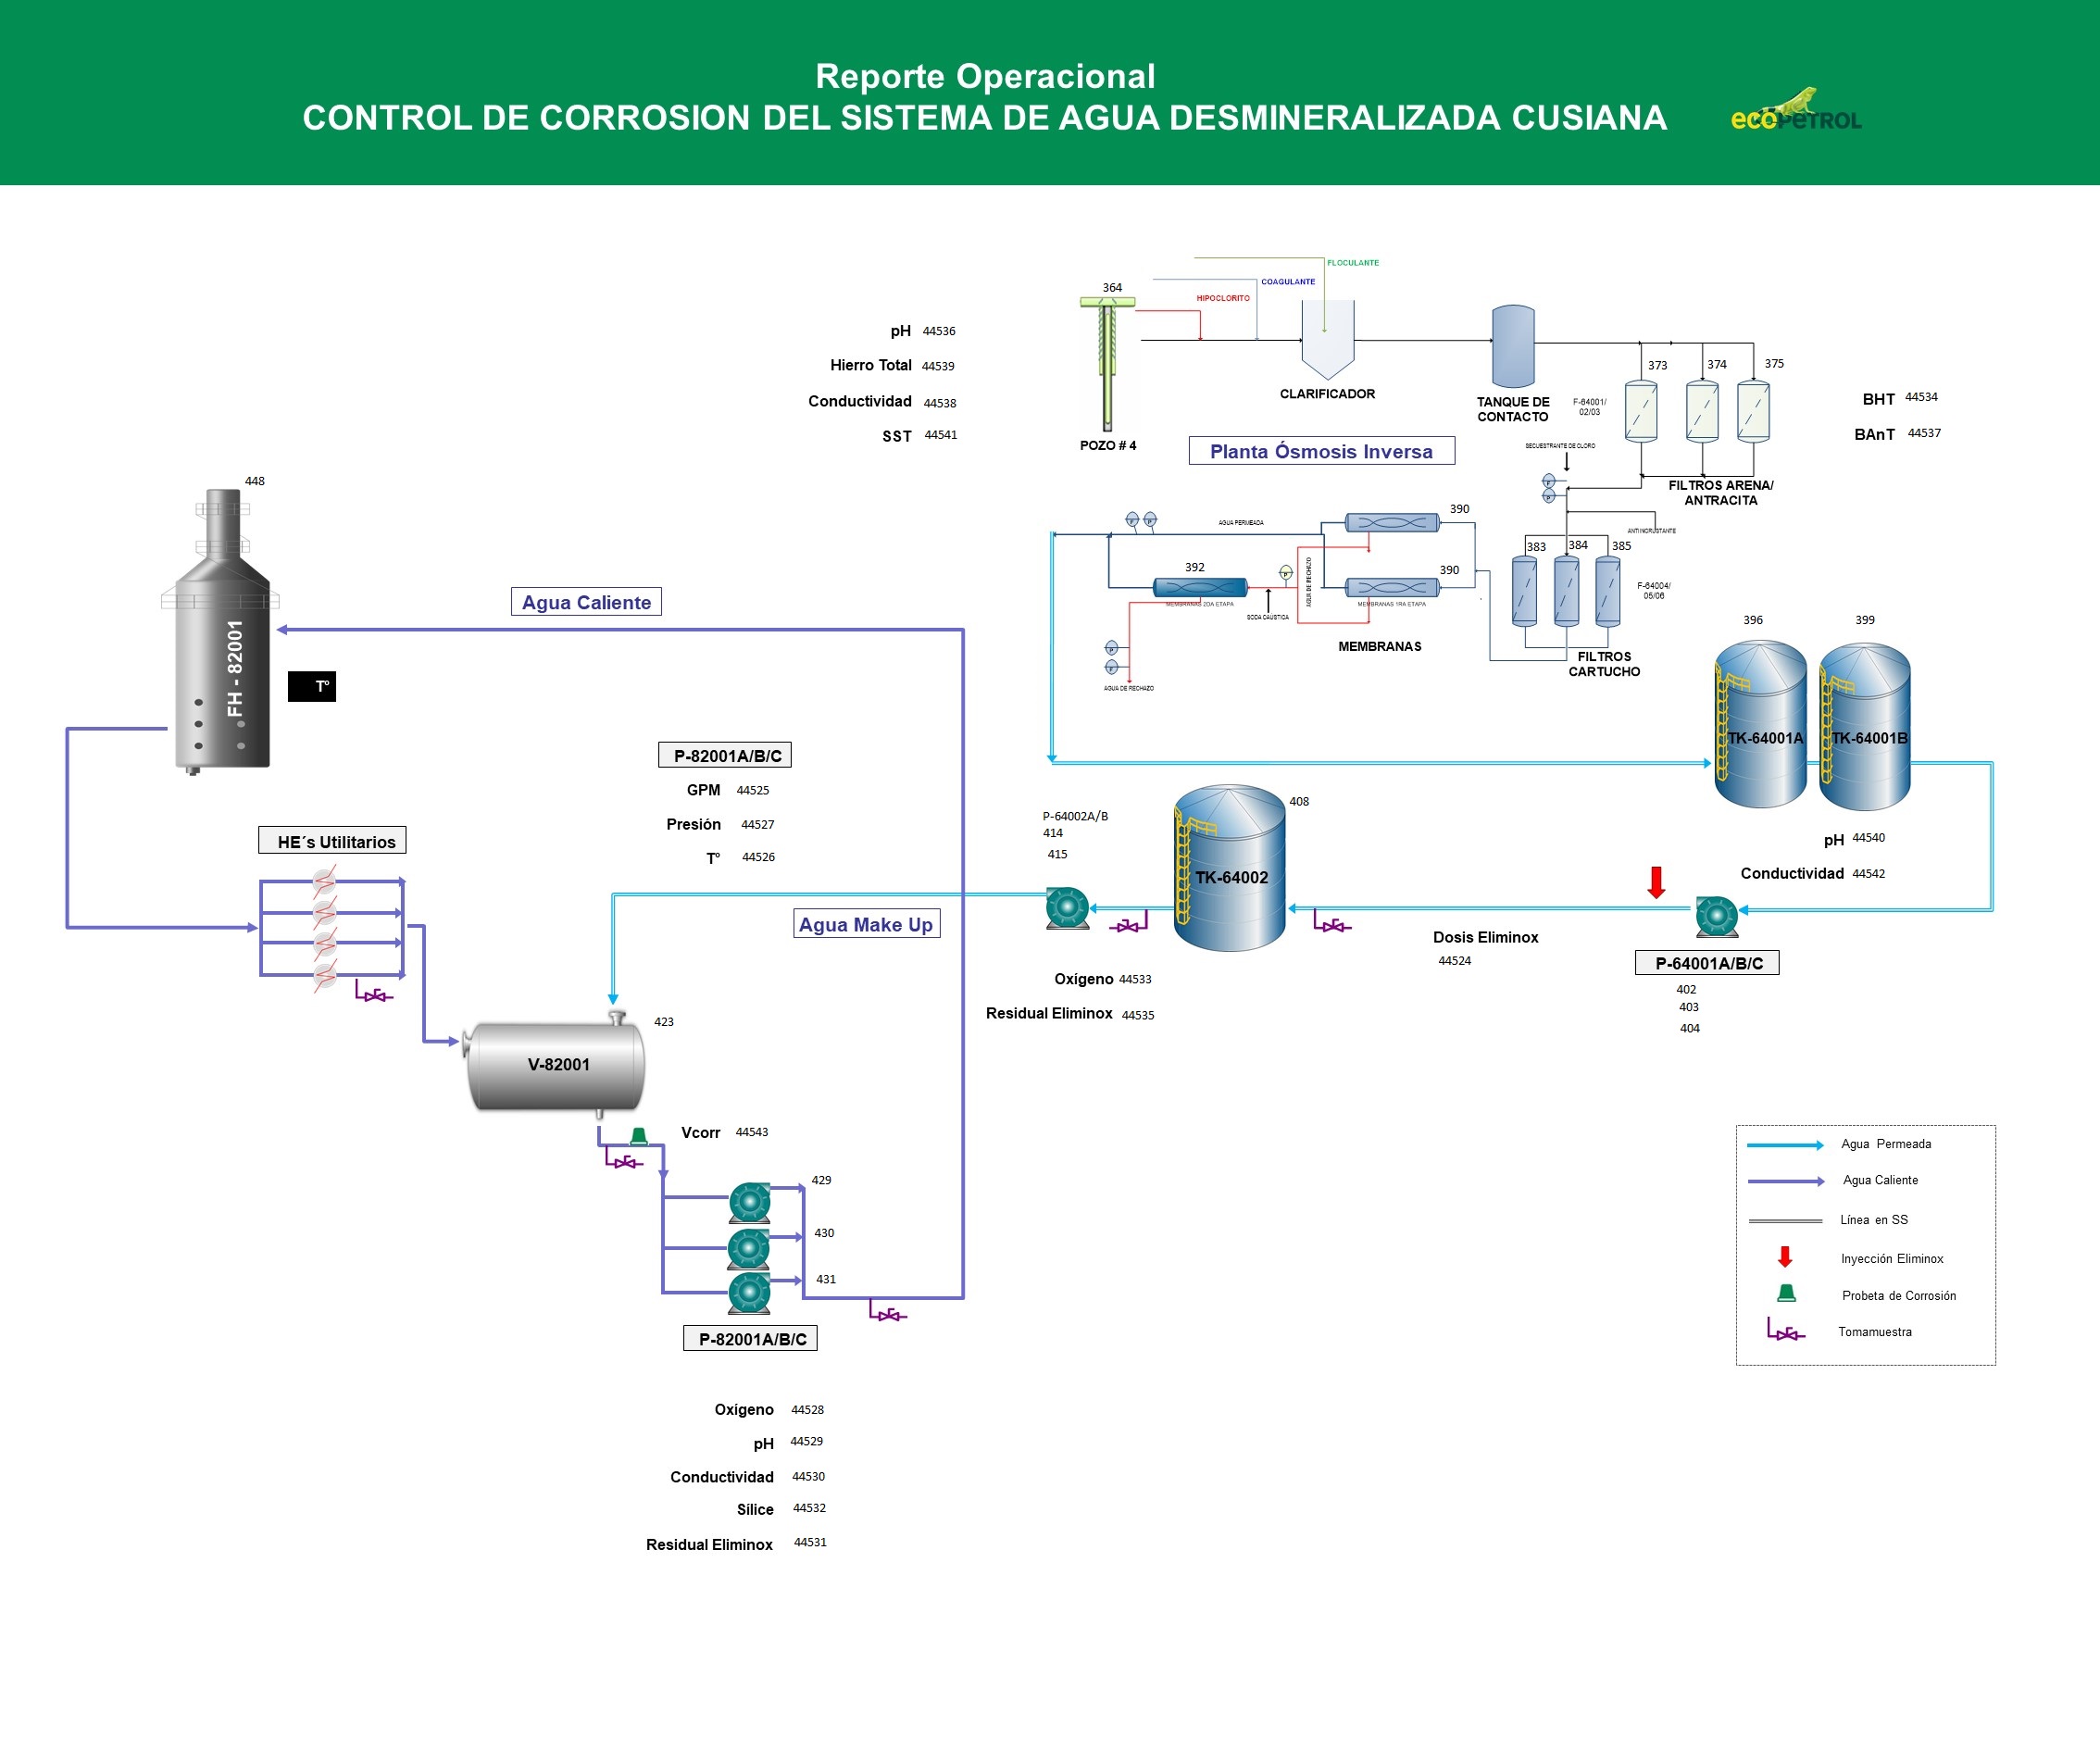 Reporte Operacional
CONTROL DE CORROSION DEL SISTEMA DE AGUA DESMINERALIZADA CUSIANA
ecoPETROL
FLOCULANTE
COAGULANTE
HIPOCLORITO
364
POZO # 4
CLARIFICADOR
TANQUE DE
CONTACTO
F-64001/
02/03
373
374
375
FILTROS ARENA/
ANTRACITA
BHT 44534
BAnT 44537
pH 44536
Hierro Total 44539
Conductividad 44538
SST 44541
Planta Ósmosis Inversa
SECUESTRANTE DE CLORO
F
P
ANTIINCRUSTANTE
383
384
385
F-64004/
05/06
FILTROS
CARTUCHO
390
390
MEMBRANAS 1RA ETAPA
MEMBRANAS
AGUA PERMEADA
F
P
AGUA DE RECHAZO
P
SODA CAUSTICA
392
MEMBRANAS 2DA ETAPA
P
F
AGUA DE RECHAZO
448
FH - 82001
Tº
Agua Caliente
396
399
TK-64001A
TK-64001B
pH 44540
Conductividad 44542
P-64001A/B/C
402
403
404
Dosis Eliminox
44524
408
TK-64002
P-64002A/B
414
415
Oxígeno 44533
Residual Eliminox 44535
Agua Make Up
P-82001A/B/C
GPM 44525
Presión 44527
Tº 44526
HE´s Utilitarios
423
V-82001
Vcorr 44543
429
430
431
P-82001A/B/C
Oxígeno 44528
pH 44529
Conductividad 44530
Sílice 44532
Residual Eliminox 44531
Agua Permeada
Agua Caliente
Línea en SS
Inyección Eliminox
Probeta de Corrosión
Tomamuestra